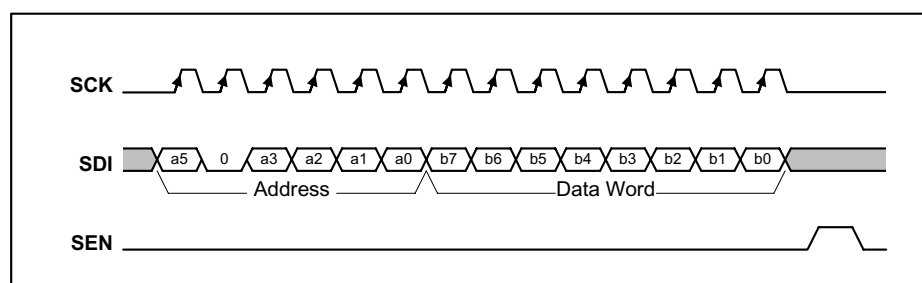 SCK
SDI a5 0 a3 a2 a1 a0 b7 b6 b5 b4 b3 b2 b1 b0
Address Data Word
SEN